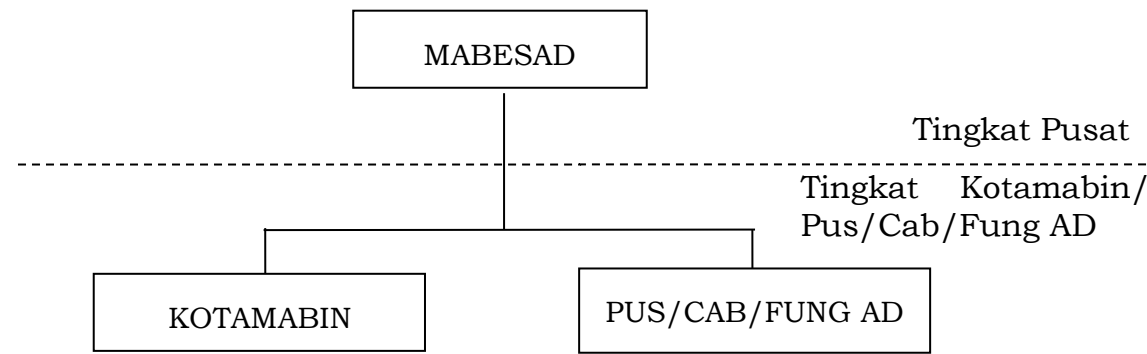 MABESAD
Tingkat Pusat
Tingkat Kotamabin/
Pus/Cab/Fung AD
KOTAMABIN
PUS/CAB/FUNG AD